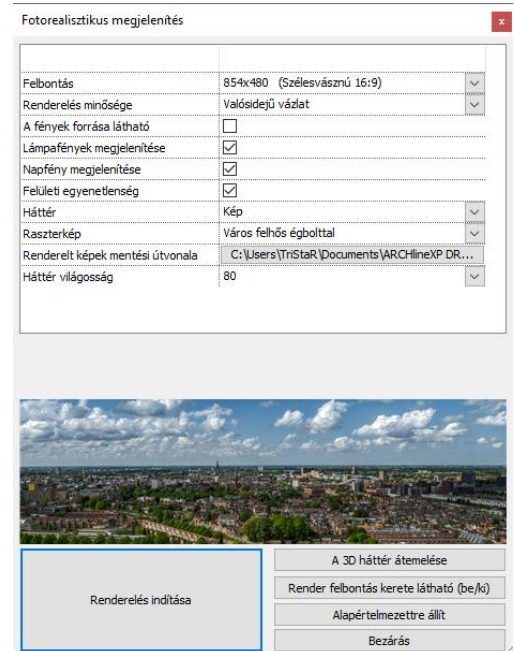 Fotorealisztikus megjelenítés
x
Felbontás 854x480 (Szélesvásznú 16:9)
Renderelés minősége Valósidejű vázlat
A fények forrása látható
Lámpafények megjelenítése
Napfény megjelenítése
Felületi egyenetlenség
Háttér Kép
Raszterkép Város felhős égbolttal
Renderelt képek mentési útvonala C:\Users\TriStaR\Documents\ARCHlineXP DR...
Háttér világosság 80
Renderelés indítása
A 3D háttér átemelése
Render felbontás kerete látható (be/ki)
Alapértelmezettre állít
Bezárás